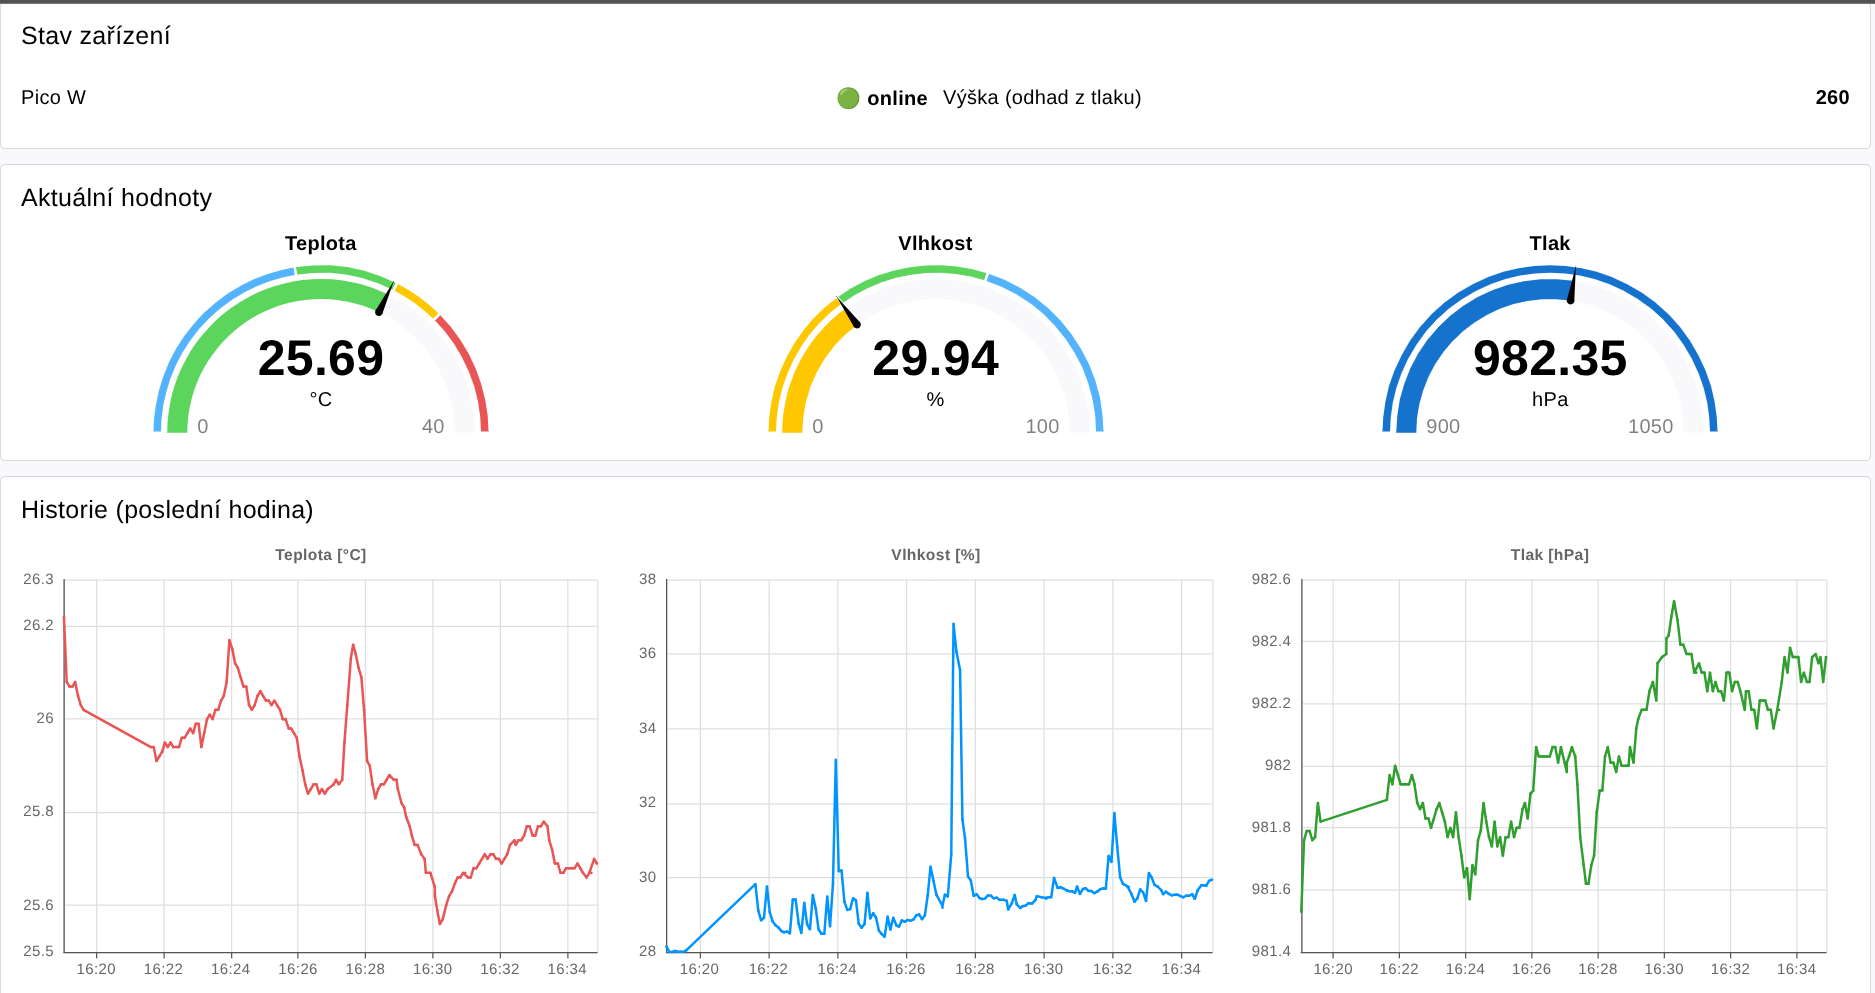 Stav zařízení
Pico W
🟢 online Výška (odhad z tlaku) 260
Aktuální hodnoty
Teplota
25.69
°C
0 40
Vlhkost
29.94
%
0 100
Tlak
982.35
hPa
900 1050
Historie (poslední hodina)
Teplota [°C]
26.3
26.2
26
25.8
25.6
25.5
16:20 16:22 16:24 16:26 16:28 16:30 16:32 16:34
Vlhkost [%]
38
36
34
32
30
28
16:20 16:22 16:24 16:26 16:28 16:30 16:32 16:34
Tlak [hPa]
982.6
982.4
982.2
982
981.8
981.6
981.4
16:20 16:22 16:24 16:26 16:28 16:30 16:32 16:34